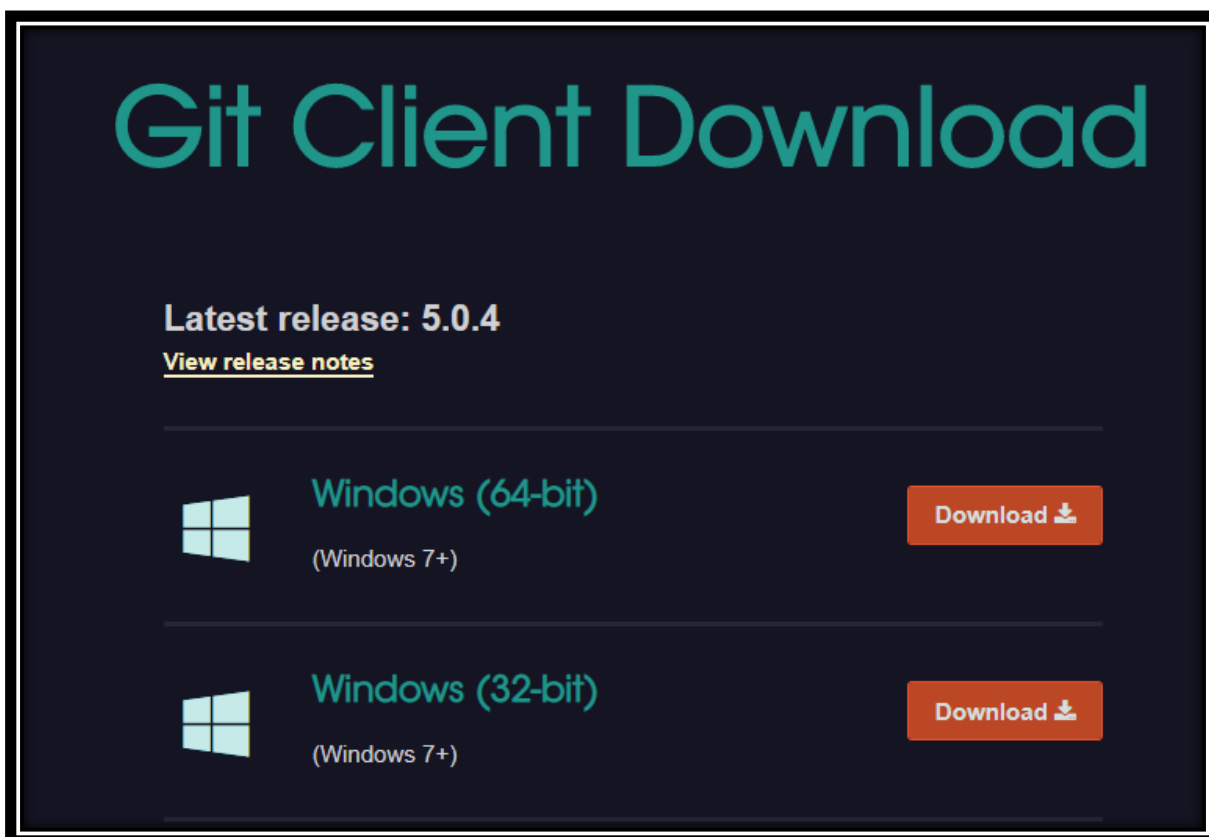 Git Client Download
Latest release: 5.0.4
View release notes
Windows (64-bit)
Download
(Windows 7+)
Windows (32-bit)
Download
(Windows 7+)